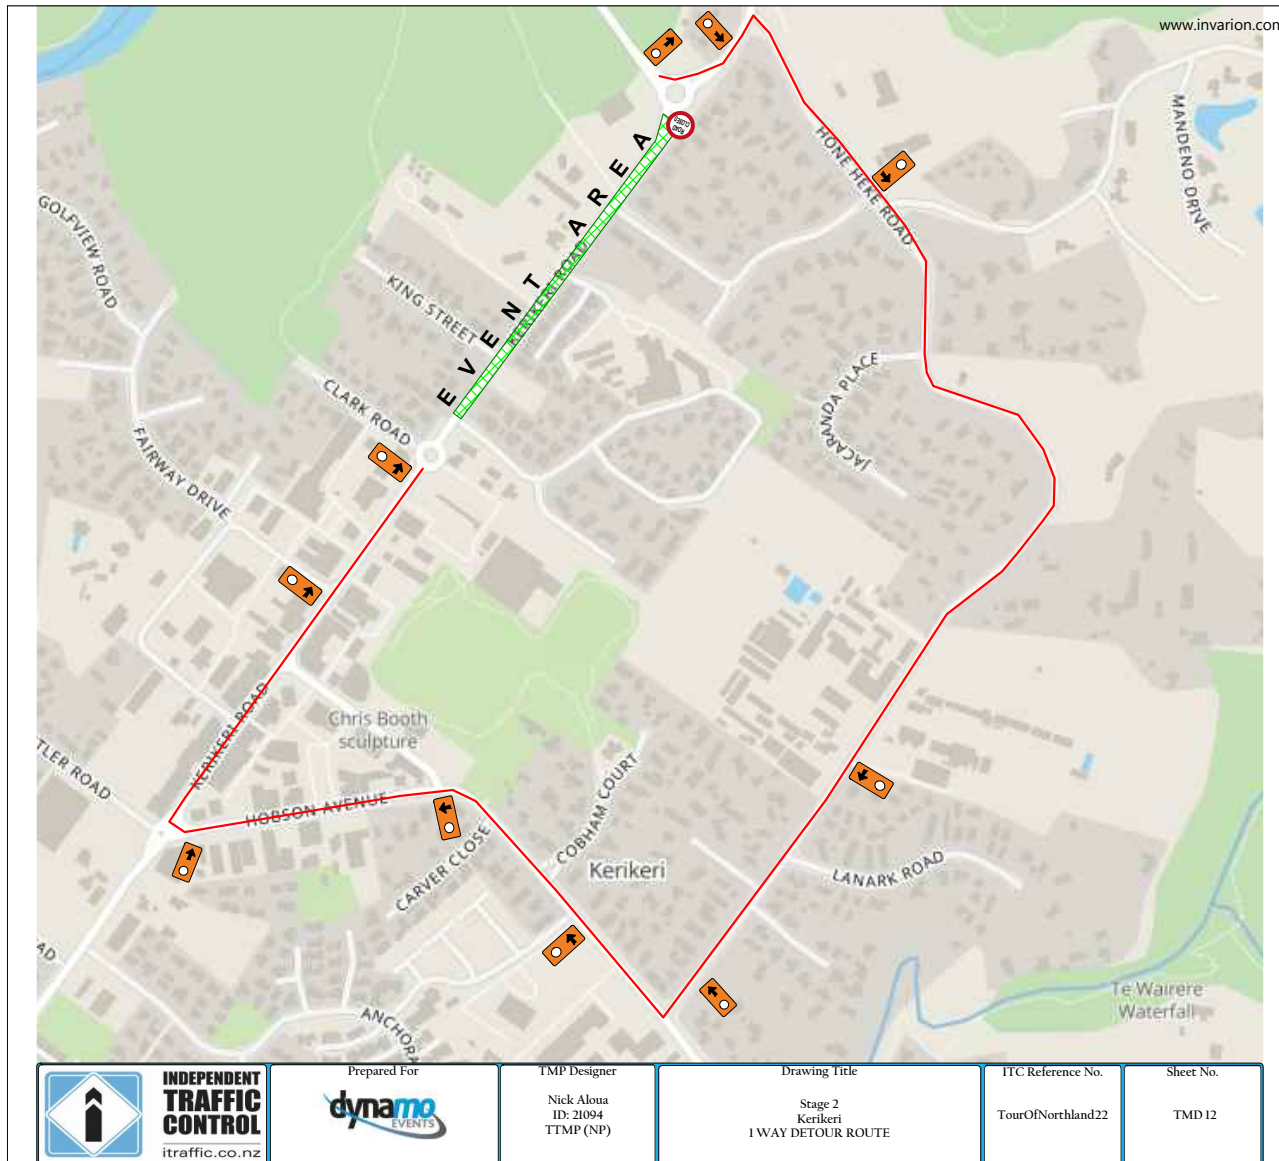 www.invarion.com
MANDENO DRIVE
HONE HEKE ROAD
ROAD
CLOSED
EVENT AREA
KERIKERI ROAD
GOLFVIEW ROAD
KING STREET
CLARK ROAD
JACARANDA PLACE
FAIRWAY DRIVE
KERIKERI ROAD
Chris Booth
sculpture
TLER ROAD
HOBSON AVENUE
COBHAM COURT
CARVER CLOSE
Kerikeri
LANARK ROAD
AD
ANCHORA
Te Wairere
Waterfall
INDEPENDENT
TRAFFIC
CONTROL
itraffic.co.nz
Prepared For
dynamo
EVENTS
TMP Designer
Nick Aloua
ID: 21094
TTMP (NP)
Drawing Title
Stage 2
Kerikeri
1 WAY DETOUR ROUTE
ITC Reference No.
TourOfNorthland22
Sheet No.
TMD 12